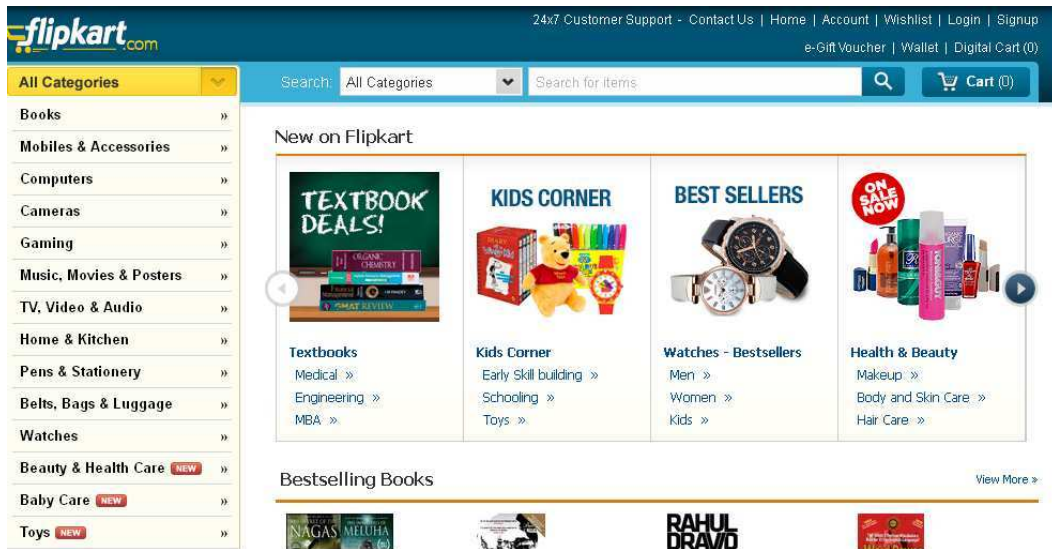 flipkart.com
24x7 Customer Support - Contact Us | Home | Account | Wishlist | Login | Signup
e-Gift Voucher | Wallet | Digital Cart (0)
All Categories
Search: All Categories Search for items Cart (0)
Books »
Mobiles & Accessories »
Computers »
Cameras »
Gaming »
Music, Movies & Posters »
TV, Video & Audio »
Home & Kitchen »
Pens & Stationery »
Belts, Bags & Luggage »
Watches »
Beauty & Health Care NEW »
Baby Care NEW »
Toys NEW »
New on Flipkart
TEXTBOOK
DEALS!
ORGANIC
CHEMISTRY
GMAT REVIEW
Textbooks
Medical »
Engineering »
MBA »
KIDS CORNER
Kids Corner
Early Skill building »
Schooling »
Toys »
BEST SELLERS
Watches - Bestsellers
Men »
Women »
Kids »
ON
SALE
NOW
Health & Beauty
Makeup »
Body and Skin Care »
Hair Care »
Bestselling Books
View More »
NAGAS
MELUHA
RAHUL
DRAVID